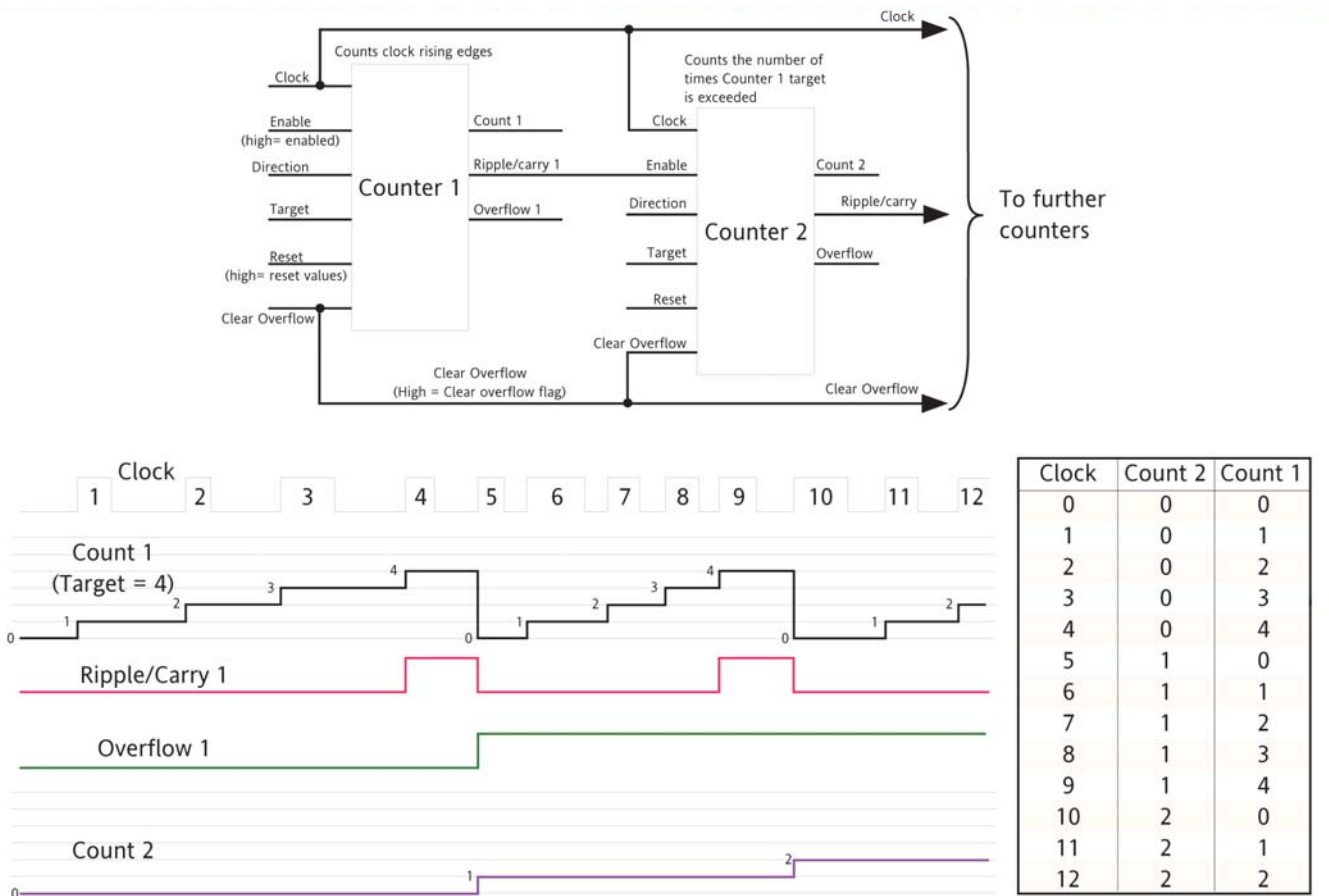 Clock
Counts clock rising edges
Counts the number of
times Counter 1 target
is exceeded
Clock
Enable
(high= enabled)
Direction
Target
Reset
(high= reset values)
Clear Overflow
Counter 1
Count 1
Ripple/carry 1
Overflow 1
Clock
Enable
Direction
Target
Reset
Clear Overflow
Counter 2
Count 2
Ripple/carry
Overflow
To further
counters
Clear Overflow
(High = Clear overflow flag)
Clear Overflow
Clock
1 2 3 4 5 6 7 8 9 10 11 12
Count 1
(Target = 4)
0 1 2 3 4 0 1 2 3 4 0 1 2
Ripple/Carry 1
Overflow 1
Count 2
0 1 2
Clock Count 2 Count 1
0 0 0
1 0 1
2 0 2
3 0 3
4 0 4
5 1 0
6 1 1
7 1 2
8 1 3
9 1 4
10 2 0
11 2 1
12 2 2